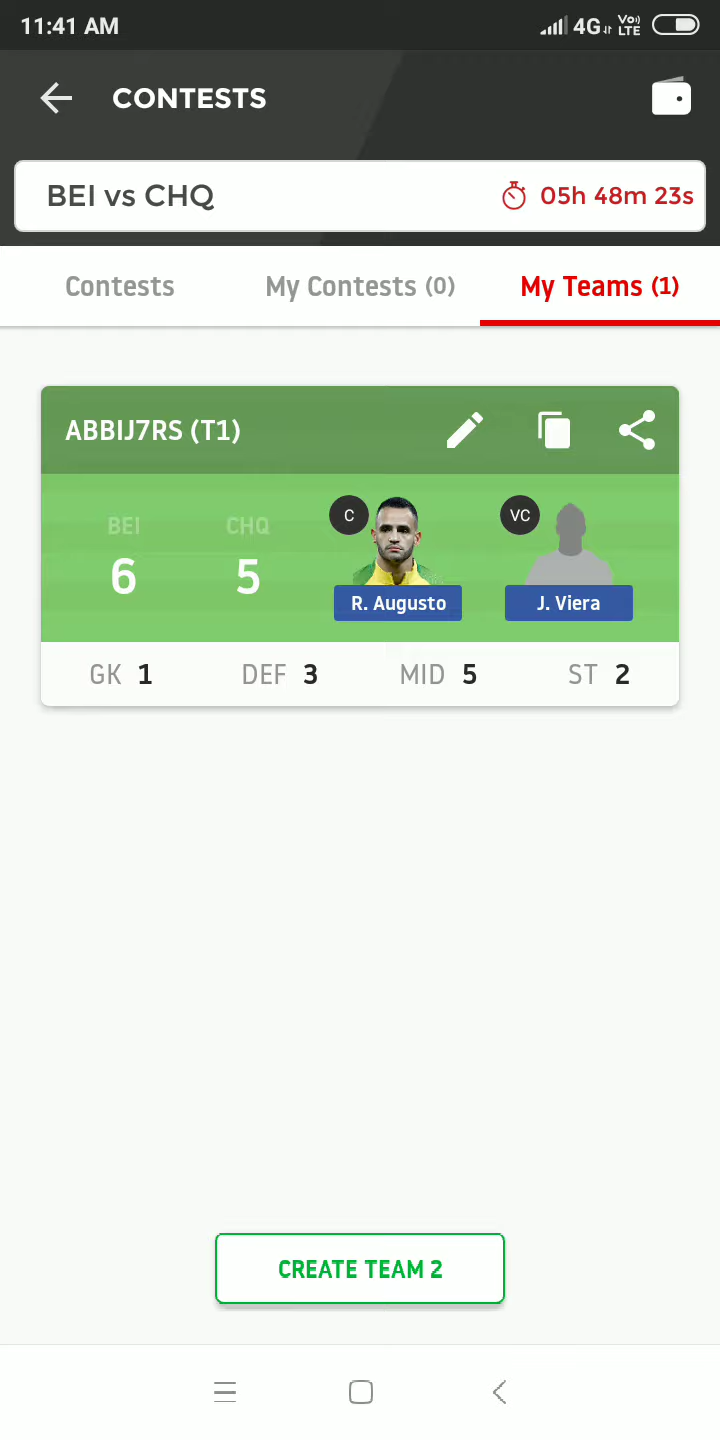 11:41 AM
4G Vo) LTE
CONTESTS
BEI vs CHQ
05h 48m 23s
Contests
My Contests (0)
My Teams (1)
ABBIJ7RS (T1)
BEI
CHQ
6
5
C
VC
R. Augusto
J. Viera
GK 1
DEF 3
MID 5
ST 2
CREATE TEAM 2